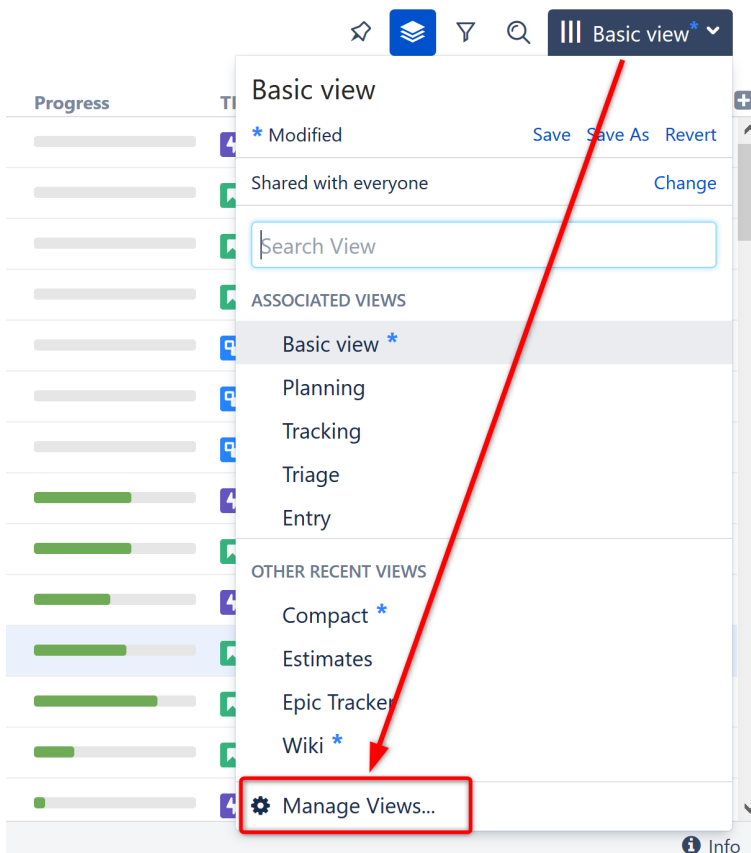 Basic view*
Progress
Basic view
* Modified
Save Save As Revert
Shared with everyone
Change
Search View
ASSOCIATED VIEWS
Basic view *
Planning
Tracking
Triage
Entry
OTHER RECENT VIEWS
Compact *
Estimates
Epic Tracker
Wiki *
Manage Views...
Info